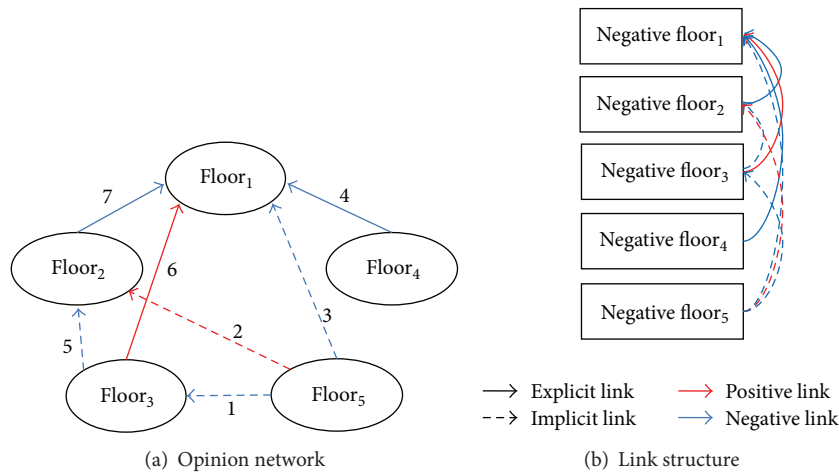 Floor1
Floor2
Floor3
Floor4
Floor5
7
4
6
3
2
5
1
(a) Opinion network
Negative floor1
Negative floor2
Negative floor3
Negative floor4
Negative floor5
Explicit link
Positive link
Implicit link
Negative link
(b) Link structure